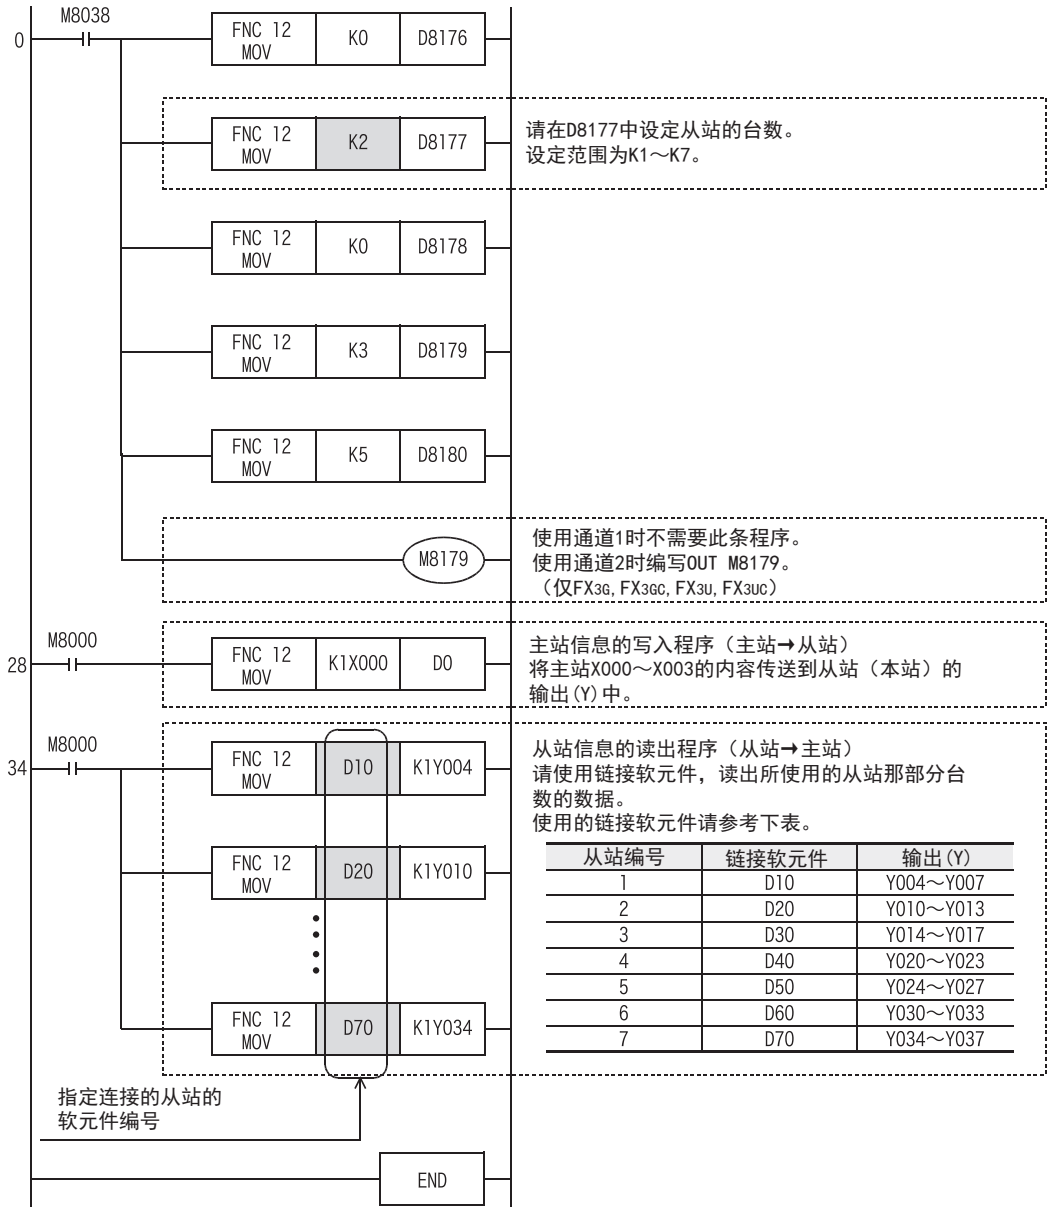 M8038
0
FNC 12
MOV
K0
D8176
FNC 12
MOV
K2
D8177
请在D8177中设定从站的台数。
设定范围为K1～K7。
FNC 12
MOV
K0
D8178
FNC 12
MOV
K3
D8179
FNC 12
MOV
K5
D8180
M8179
使用通道1时不需要此条程序。
使用通道2时编写OUT M8179。
（仅FX3G, FX3GC, FX3U, FX3UC）
M8000
28
FNC 12
MOV
K1X000
D0
主站信息的写入程序（主站→从站）
将主站X000～X003的内容传送到从站（本站）的
输出(Y)中。
M8000
34
FNC 12
MOV
D10
K1Y004
从站信息的读出程序（从站→主站）
请使用链接软元件，读出所使用的从站那部分台
数的数据。
使用的链接软元件请参考下表。
FNC 12
MOV
D20
K1Y010
FNC 12
MOV
D70
K1Y034
从站编号 链接软元件 输出(Y)
1 D10 Y004～Y007
2 D20 Y010～Y013
3 D30 Y014～Y017
4 D40 Y020～Y023
5 D50 Y024～Y027
6 D60 Y030～Y033
7 D70 Y034～Y037
指定连接的从站的
软元件编号
END